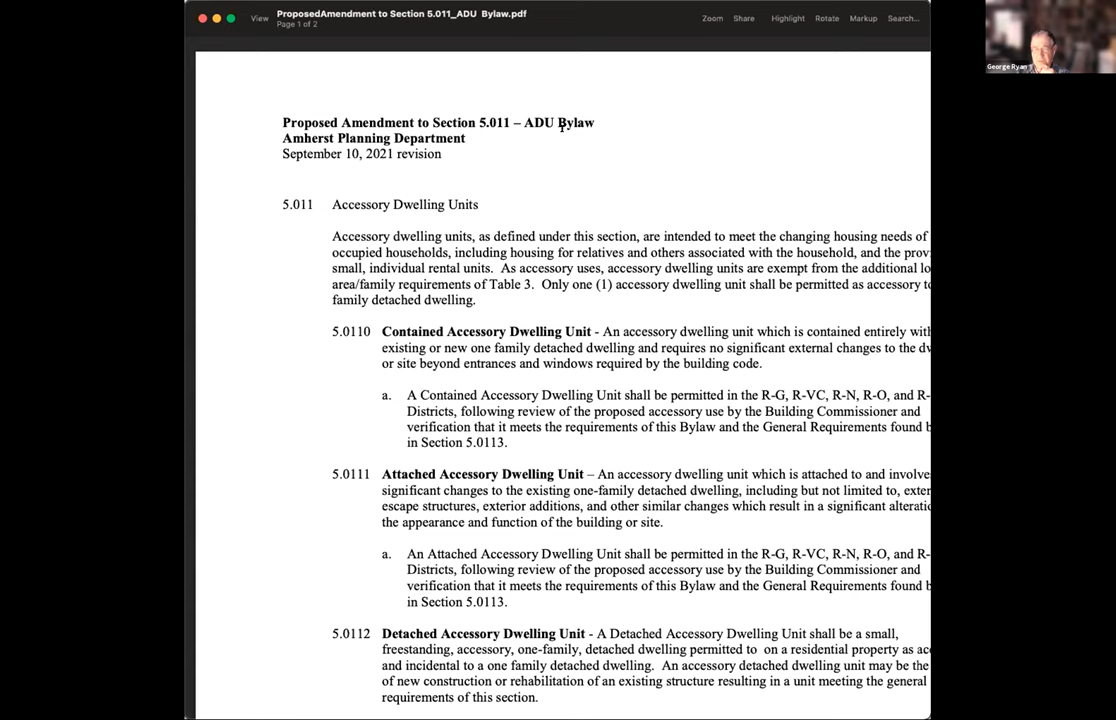 View
ProposedAmendment to Section 5.011_ADU Bylaw.pdf
Page 1 of 2
Zoom Share Highlight Rotate Markup Search...
George Ryan
Proposed Amendment to Section 5.011 – ADU Bylaw
Amherst Planning Department
September 10, 2021 revision
5.011 Accessory Dwelling Units
Accessory dwelling units, as defined under this section, are intended to meet the changing housing needs of
occupied households, including housing for relatives and others associated with the household, and the prov
small, individual rental units. As accessory uses, accessory dwelling units are exempt from the additional lo
area/family requirements of Table 3. Only one (1) accessory dwelling unit shall be permitted as accessory to
family detached dwelling.
5.0110 Contained Accessory Dwelling Unit - An accessory dwelling unit which is contained entirely with
existing or new one family detached dwelling and requires no significant external changes to the dw
or site beyond entrances and windows required by the building code.
a. A Contained Accessory Dwelling Unit shall be permitted in the R-G, R-VC, R-N, R-O, and R-
Districts, following review of the proposed accessory use by the Building Commissioner and
verification that it meets the requirements of this Bylaw and the General Requirements found b
in Section 5.0113.
5.0111 Attached Accessory Dwelling Unit – An accessory dwelling unit which is attached to and involve
significant changes to the existing one-family detached dwelling, including but not limited to, exter
escape structures, exterior additions, and other similar changes which result in a significant alteratio
the appearance and function of the building or site.
a. An Attached Accessory Dwelling Unit shall be permitted in the R-G, R-VC, R-N, R-O, and R-
Districts, following review of the proposed accessory use by the Building Commissioner and
verification that it meets the requirements of this Bylaw and the General Requirements found b
in Section 5.0113.
5.0112 Detached Accessory Dwelling Unit - A Detached Accessory Dwelling Unit shall be a small,
freestanding, accessory, one-family, detached dwelling permitted to on a residential property as ac
and incidental to a one family detached dwelling. An accessory detached dwelling unit may be the
of new construction or rehabilitation of an existing structure resulting in a unit meeting the general
requirements of this section.